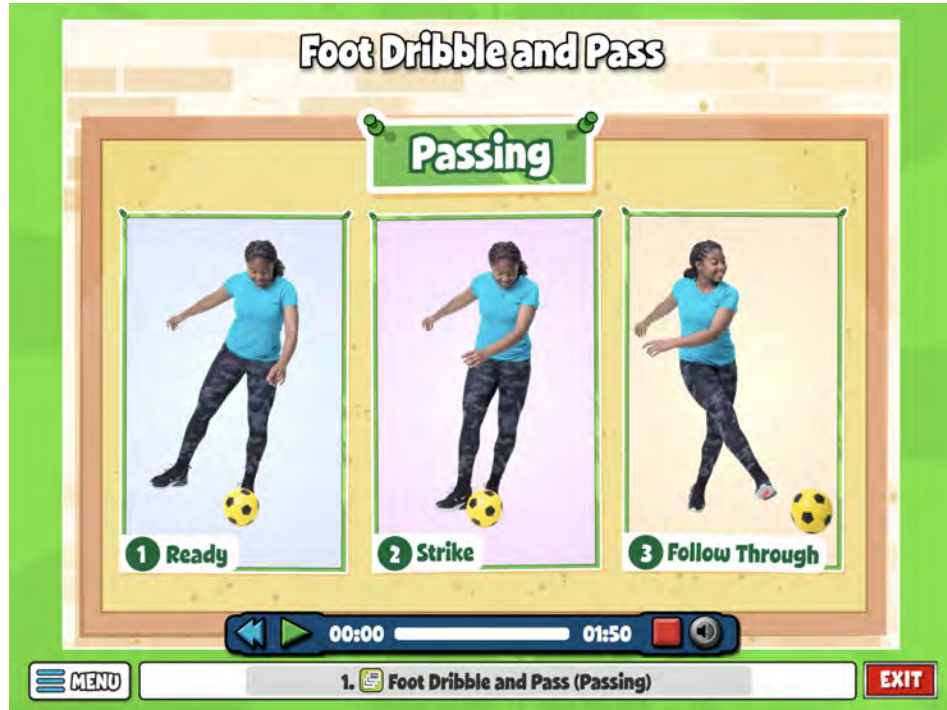 Foot Dribble and Pass
Passing
1 Ready
2 Strike
3 Follow Through
00:00 01:50
MENU
1. Foot Dribble and Pass (Passing)
EXIT